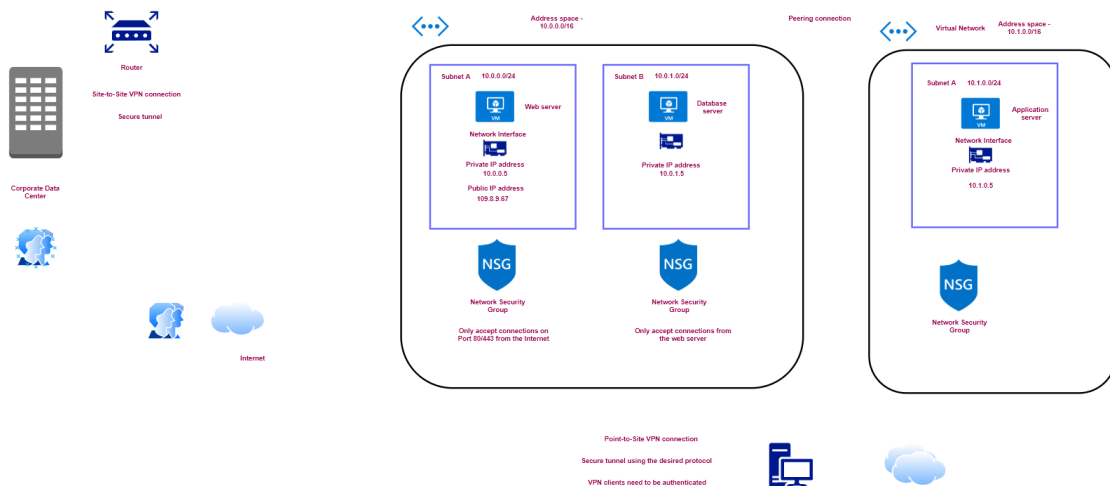 Router
Site-to-Site VPN connection
Secure tunnel
Corporate Data
Center
Internet
Address space -
10.0.0.0/16
Peering connection
Subnet A 10.0.0.0/24
VM
Web server
Network Interface
Private IP address
10.0.0.5
Public IP address
109.8.9.67
NSG
Network Security
Group
Only accept connections on
Port 80/443 from the Internet
Subnet B 10.0.1.0/24
VM
Database
server
Private IP address
10.0.1.5
NSG
Network Security
Group
Only accept connections from
the web server
Virtual Network
Address space -
10.1.0.0/16
Subnet A 10.1.0.0/24
VM
Application
server
Network Interface
Private IP address
10.1.0.5
NSG
Network Security
Group
Point-to-Site VPN connection
Secure tunnel using the desired protocol
VPN clients need to be authenticated